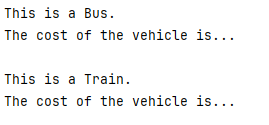 This is a Bus.
The cost of the vehicle is...

This is a Train.
The cost of the vehicle is...